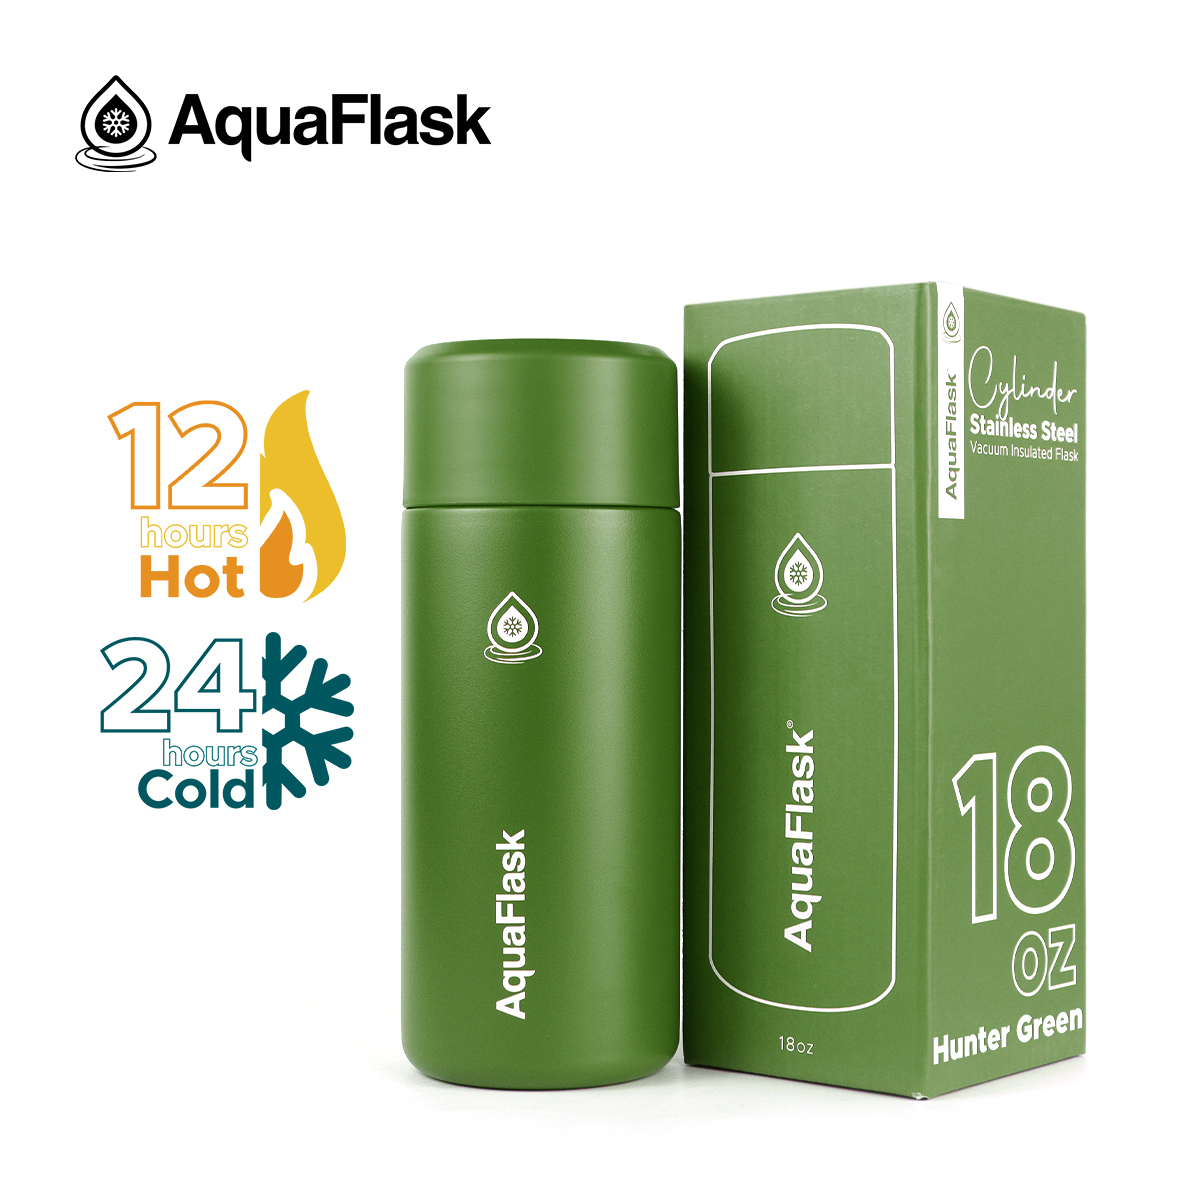 AquaFlask
12
hours
Hot
24
hours
Cold
AquaFlask
AquaFlask®
18oz
AquaFlask
Cylinder
Stainless Steel
Vacuum Insulated Flask
18
oz
Hunter Green